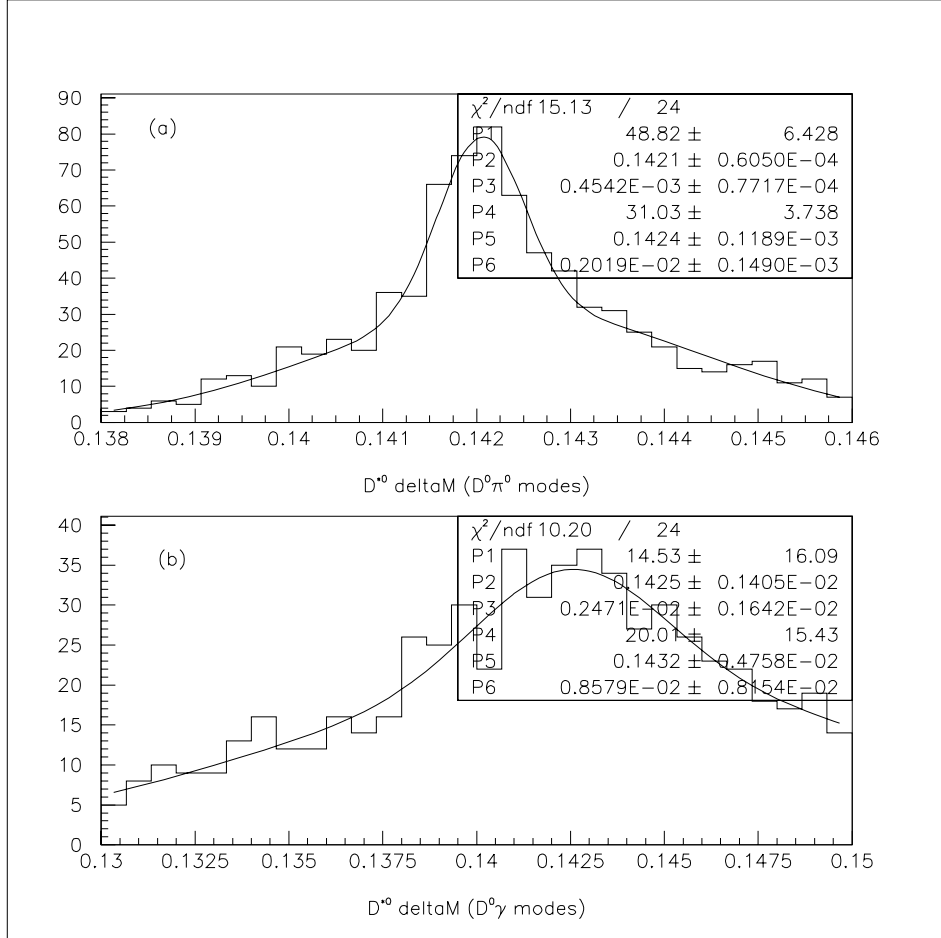 90
80
70
60
50
40
30
20
10
0
(a)
χ²/ndf 15.13 / 24
P1 48.82 ± 6.428
P2 0.1421 ± 0.6050E-04
P3 0.4542E-03 ± 0.7717E-04
P4 31.03 ± 3.738
P5 0.1424 ± 0.1189E-03
P6 0.2019E-02 ± 0.1490E-03
0.138 0.139 0.14 0.141 0.142 0.143 0.144 0.145 0.146
D*⁰ deltaM (D⁰π⁰ modes)
40
35
30
25
20
15
10
5
0
(b)
χ²/ndf 10.20 / 24
P1 14.53 ± 16.09
P2 0.1425 ± 0.1405E-02
P3 0.2471E-02 ± 0.1642E-02
P4 20.01 ± 15.43
P5 0.1432 ± 0.4758E-02
P6 0.8579E-02 ± 0.8154E-02
0.13 0.1325 0.135 0.1375 0.14 0.1425 0.145 0.1475 0.15
D*⁰ deltaM (D⁰γ modes)